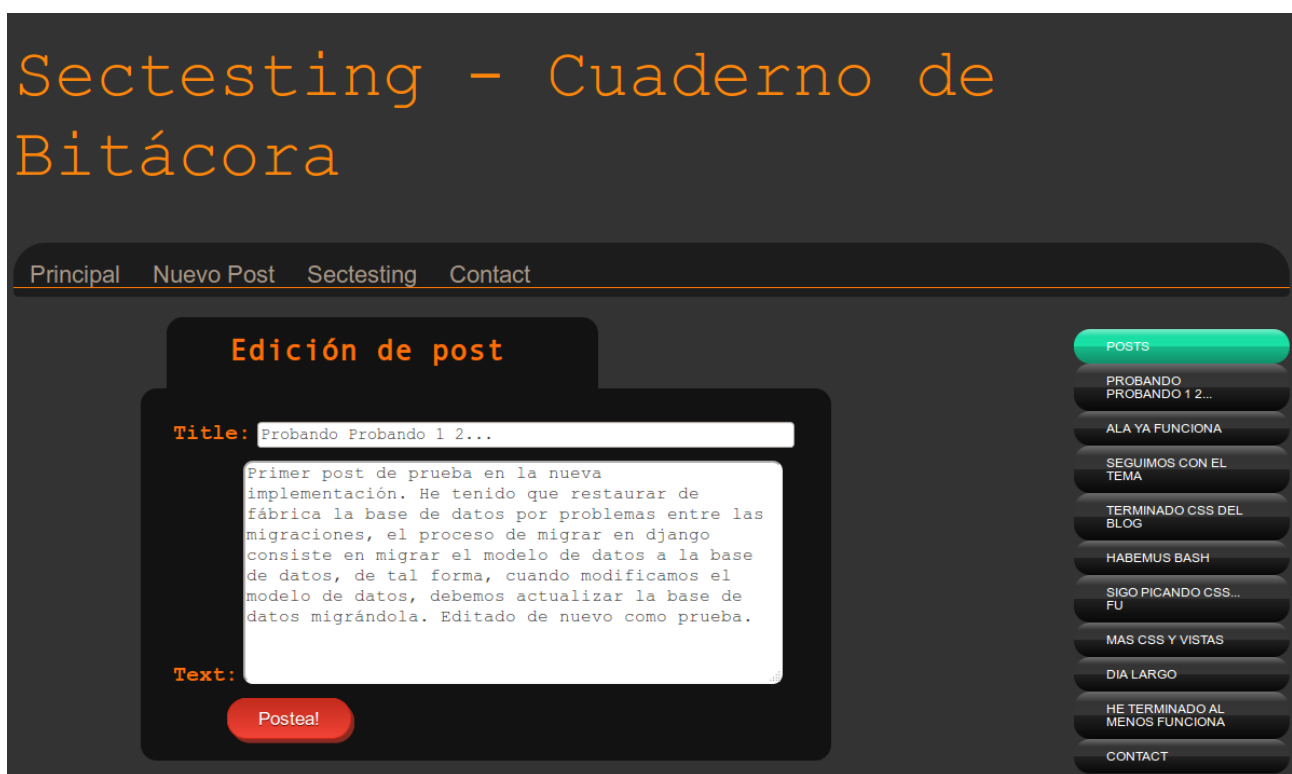 Sectesting - Cuaderno de
Bitácora
Principal Nuevo Post Sectesting Contact
Edición de post
Title: Probando Probando 1 2...
Primer post de prueba en la nueva
implementación. He tenido que restaurar de
fábrica la base de datos por problemas entre las
migraciones, el proceso de migrar en django
consiste en migrar el modelo de datos a la base
de datos, de tal forma, cuando modificamos el
modelo de datos, debemos actualizar la base de
datos migrándola. Editado de nuevo como prueba.
Text:
Postea!
POSTS
PROBANDO
PROBANDO 1 2...
ALA YA FUNCIONA
SEGUIMOS CON EL
TEMA
TERMINADO CSS DEL
BLOG
HABEMUS BASH
SIGO PICANDO CSS...
FU
MAS CSS Y VISTAS
DIA LARGO
HE TERMINADO AL
MENOS FUNCIONA
CONTACT